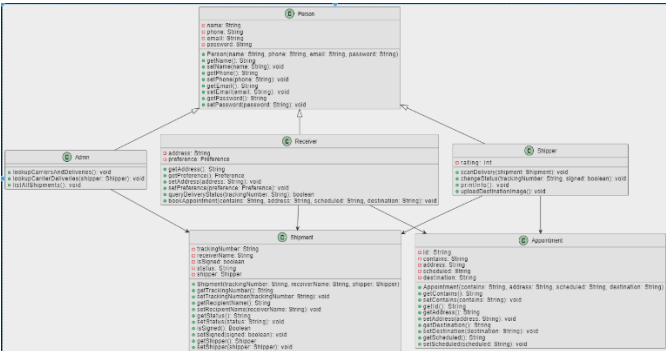 C Person
name: String
phone: String
email: String
password: String
Person(name: String, phone: String, email: String, password: String)
getName(): String
setName(name: String): void
getPhone(): String
setPhone(phone: String): void
getEmail(): String
setEmail(email: String): void
getPassword(): String
setPassword(password: String): void
C Admin
lookupCarriersAndDeliveries(): void
lookupCarrierDeliveries(shipper: Shipper): void
listAllShipments(): void
C Receiver
address: String
preference: Preference
getAddress(): String
getPreference(): Preference
setAddress(address: String): void
setPreference(preference: Preference): void
queryDeliveryStatus(trackingNumber: String): boolean
bookAppointment(contains: String, address: String, scheduled: String, destination: String): void
C Shipper
rating: int
scanDelivery(shipment: Shipment): void
changeStatus(trackingNumber: String, signed: boolean): void
printInfo(): void
uploadDestinationImage(): void
C Shipment
trackingNumber: String
receiverName: String
isSigned: boolean
status: String
shipper: Shipper
Shipment(trackingNumber: String, receiverName: String, shipper: Shipper)
getTrackingNumber(): String
setTrackingNumber(trackingNumber: String): void
getRecipientName(): String
setRecipientName(receiverName: String): void
getStatus(): String
setStatus(status: String): void
isSigned(): Boolean
setSigned(signed: boolean): void
getShipper(): Shipper
setShipper(shipper: Shipper): void
C Appointment
id: String
contains: String
address: String
scheduled: String
destination: String
Appointment(contains: String, address: String, scheduled: String, destination: String)
getContains(): String
setContains(contains: String): void
getId(): String
getAddress(): String
setAddress(address: String): void
getDestination(): String
setDestination(destination: String): void
getScheduled(): String
setScheduled(scheduled: String): void